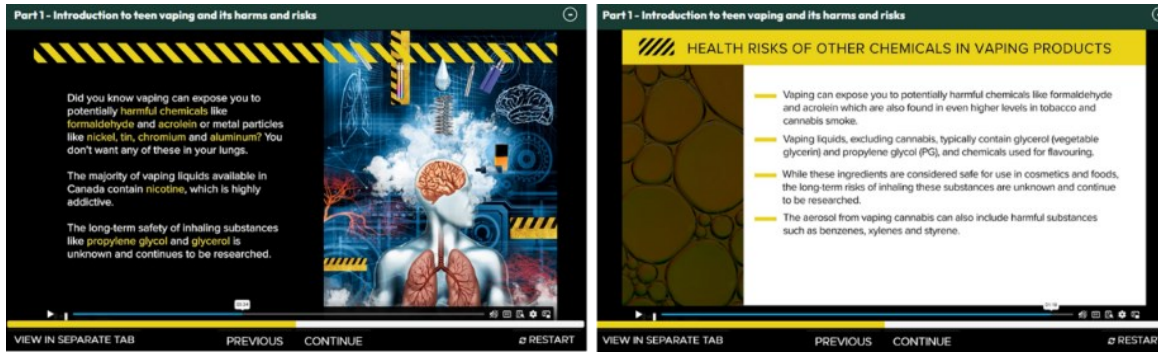 Part 1 - Introduction to teen vaping and its harms and risks
Did you know vaping can expose you to
potentially harmful chemicals like
formaldehyde and acrolein or metal particles
like nickel, tin, chromium and aluminum? You
don't want any of these in your lungs.
The majority of vaping liquids available in
Canada contain nicotine, which is highly
addictive.
The long-term safety of inhaling substances
like propylene glycol and glycerol is
unknown and continues to be researched.
VIEW IN SEPARATE TAB
PREVIOUS
CONTINUE
RESTART
Part 1 - Introduction to teen vaping and its harms and risks
HEALTH RISKS OF OTHER CHEMICALS IN VAPING PRODUCTS
Vaping can expose you to potentially harmful chemicals like formaldehyde
and acrolein which are also found in even higher levels in tobacco and
cannabis smoke.
Vaping liquids, excluding cannabis, typically contain glycerol (vegetable
glycerin) and propylene glycol (PG), and chemicals used for flavouring.
While these ingredients are considered safe for use in cosmetics and foods,
the long-term risks of inhaling these substances are unknown and continue
to be researched.
The aerosol from vaping cannabis can also include harmful substances
such as benzenes, xylenes and styrene.
VIEW IN SEPARATE TAB
PREVIOUS
CONTINUE
RESTAR